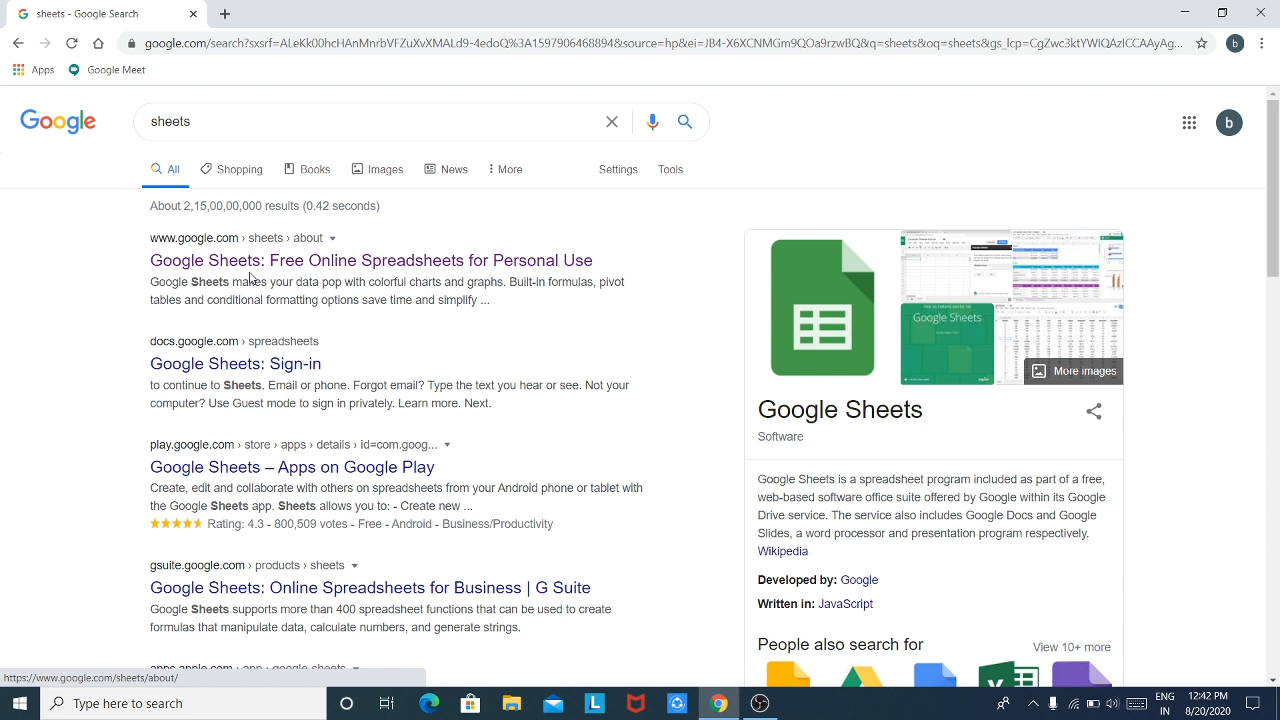 sheets - Google Search
google.com/search?sxsrf=ALeKk00hcHAnMnrbVFZuXvXMALd9-4edoQ%3A1597906468894&source=hp&ei=JB4-X6XCNMGm9QOa9rzwBQ&q=sheets&oq=sheets&gs_lcp=CgZwc3ktYWIQAzICCAAyAg...
b
Apps
Google Meet
Google
sheets
b
All
Shopping
Books
Images
News
More
Settings
Tools
About 2,15,00,00,000 results (0.42 seconds)
www.google.com › sheets › about
Google Sheets: Free Online Spreadsheets for Personal Use
Google Sheets makes your data pop with colorful charts and graphs. Built-in formulas, pivot
tables and conditional formatting options save time and simplify ...
docs.google.com › spreadsheets
Google Sheets: Sign-in
to continue to Sheets. Email or phone. Forgot email? Type the text you hear or see. Not your
computer? Use Guest mode to sign in privately. Learn more. Next.
play.google.com › store › apps › details › id=com.goog...
Google Sheets – Apps on Google Play
Create, edit and collaborate with others on spreadsheets from your Android phone or tablet with
the Google Sheets app. Sheets allows you to: - Create new ...
Rating: 4.3 - 800,509 votes - Free - Android - Business/Productivity
gsuite.google.com › products › sheets
Google Sheets: Online Spreadsheets for Business | G Suite
Google Sheets supports more than 400 spreadsheet functions that can be used to create
formulas that manipulate data, calculate numbers, and generate strings.
apps.apple.com › app › google-sheets
Google Sheets
More images
Google Sheets
Software
Google Sheets is a spreadsheet program included as part of a free,
web-based software office suite offered by Google within its Google
Drive service. The service also includes Google Docs and Google
Slides, a word processor and presentation program respectively.
Wikipedia
Developed by: Google
Written in: JavaScript
People also search for
View 10+ more
https://www.google.com/sheets/about/
Type here to search
ENG
IN
12:42 PM
8/20/2020